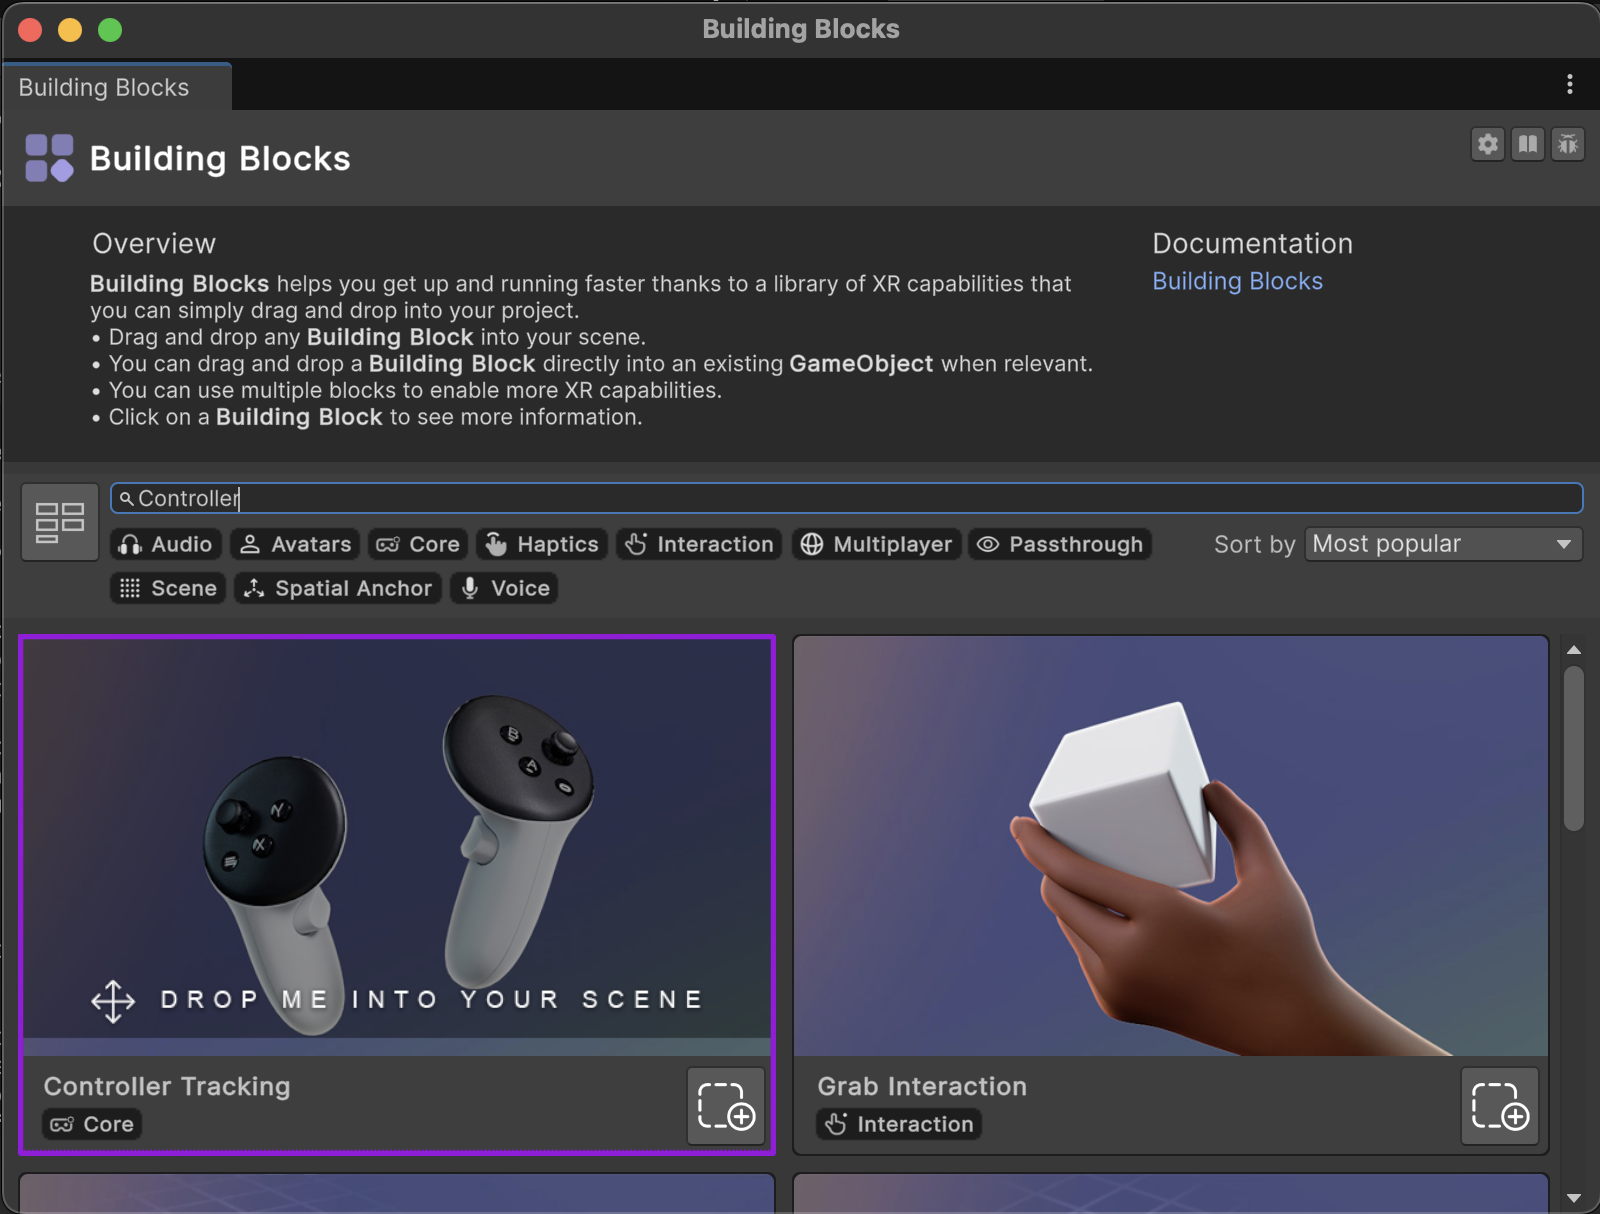 Building Blocks
Building Blocks
Building Blocks
Overview
Building Blocks helps you get up and running faster thanks to a library of XR capabilities that
you can simply drag and drop into your project.
• Drag and drop any Building Block into your scene.
• You can drag and drop a Building Block directly into an existing GameObject when relevant.
• You can use multiple blocks to enable more XR capabilities.
• Click on a Building Block to see more information.
Documentation
Building Blocks
Controller
Audio Avatars Core Haptics Interaction Multiplayer Passthrough
Sort by Most popular
Scene Spatial Anchor Voice
B
A
Y
X
DROP ME INTO YOUR SCENE
Controller Tracking
Core
Grab Interaction
Interaction